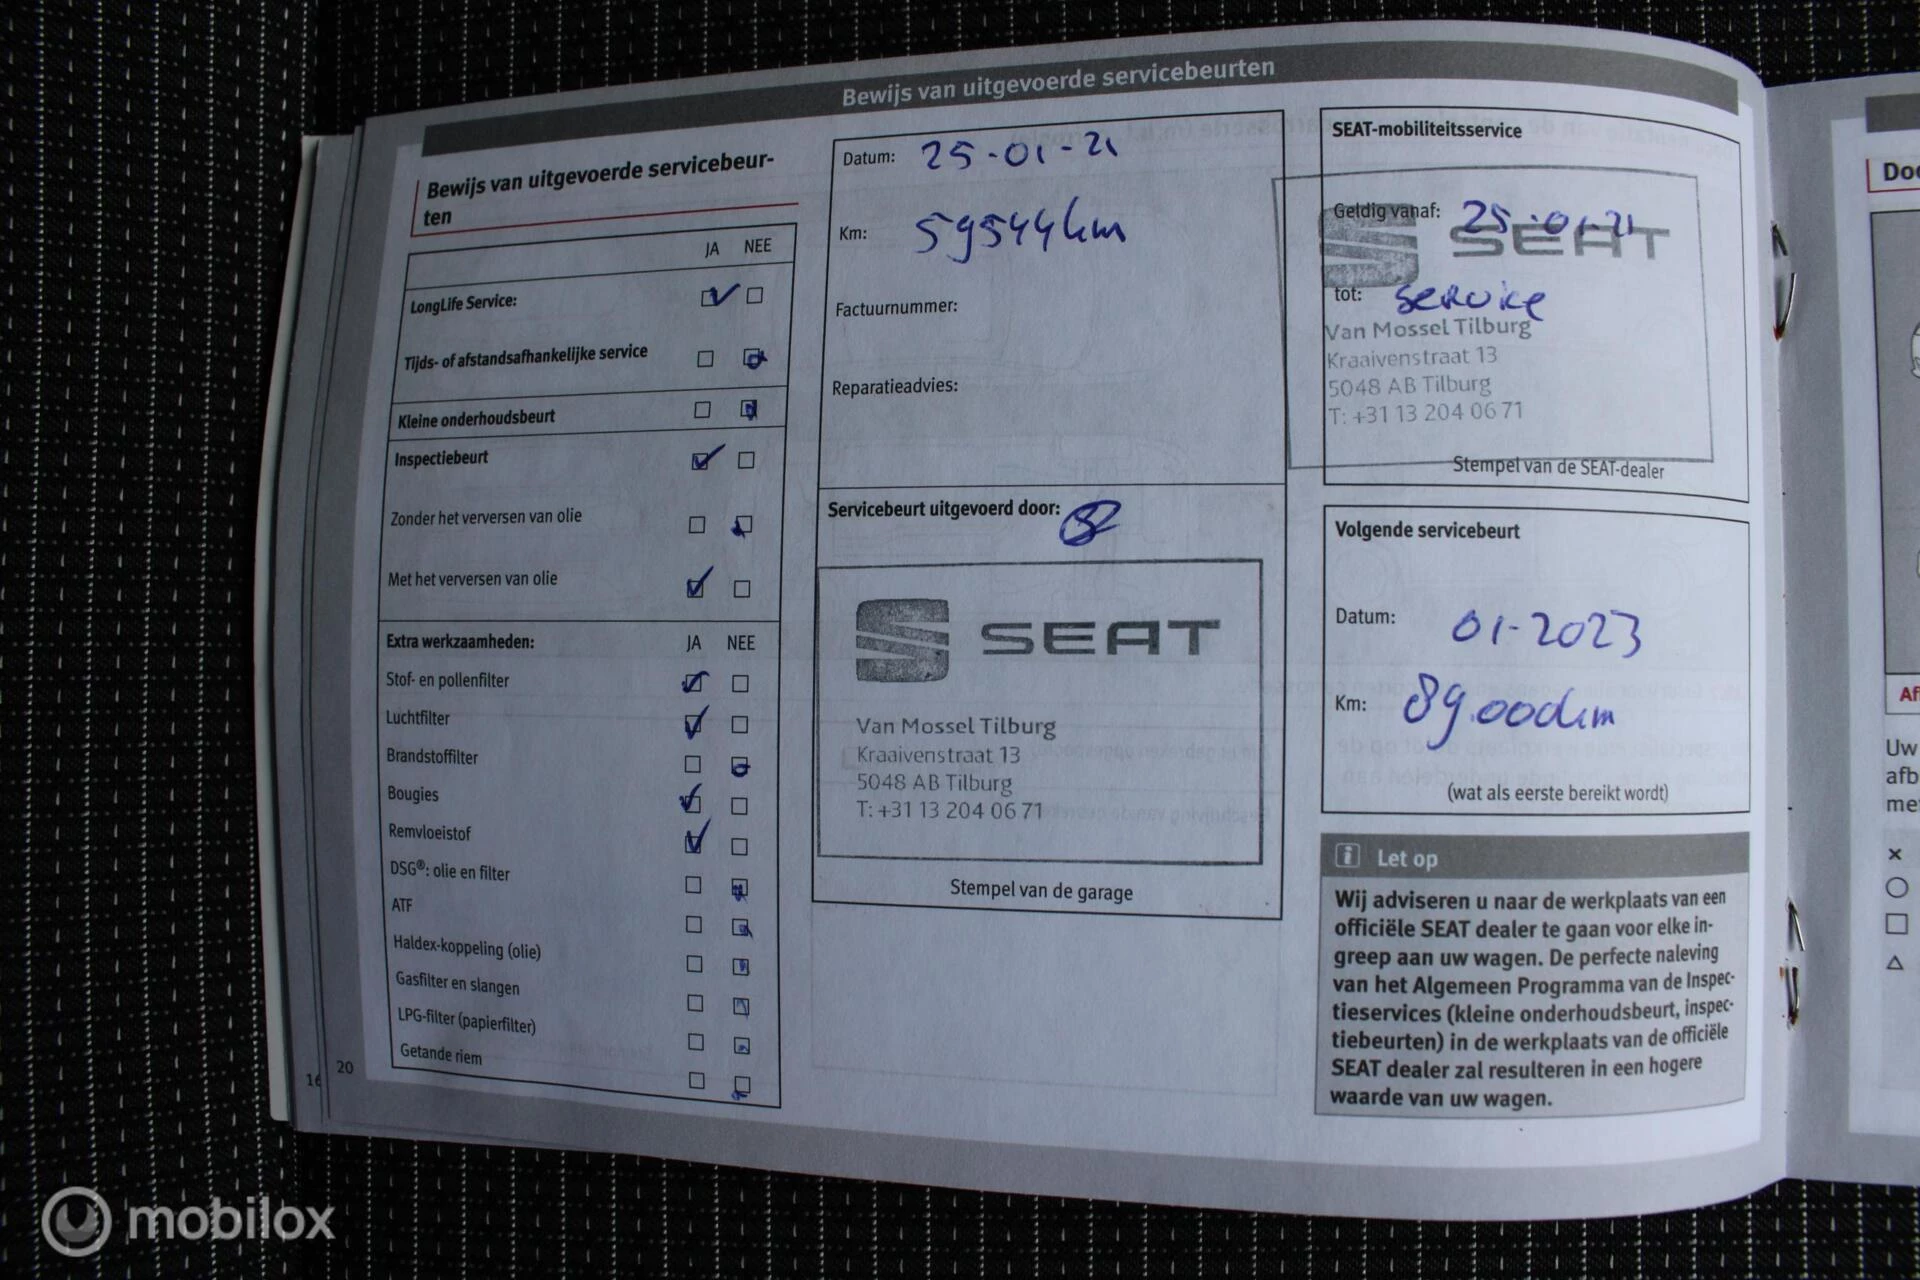 Bewijs van uitgevoerde servicebeurten
Bewijs van uitgevoerde servicebeur-
ten
JA NEE
LongLife Service:
Tijds- of afstandsafhankelijke service
Kleine onderhoudsbeurt
Inspectiebeurt
Zonder het verversen van olie
Met het verversen van olie
Extra werkzaamheden: JA NEE
Stof- en pollenfilter
Luchtfilter
Brandstoffilter
Bougies
Remvloeistof
DSG®: olie en filter
ATF
Haldex-koppeling (olie)
Gasfilter en slangen
LPG-filter (papierfilter)
Getande riem
16
20
Datum: 25-01-21
Km: 59544km
Factuurnummer:
Reparatieadvies:
Servicebeurt uitgevoerd door:
SEAT
Van Mossel Tilburg
Kraaivenstraat 13
5048 AB Tilburg
T: +31 13 204 06 71
Stempel van de garage
SEAT-mobiliteitsservice
Geldig vanaf: 25-01-21
SEAT
tot: service
Van Mossel Tilburg
Kraaivenstraat 13
5048 AB Tilburg
T: +31 13 204 06 71
Stempel van de SEAT-dealer
Volgende servicebeurt
Datum: 01-2023
Km: 89.000km
(wat als eerste bereikt wordt)
i Let op
Wij adviseren u naar de werkplaats van een
officiële SEAT dealer te gaan voor elke in-
greep aan uw wagen. De perfecte naleving
van het Algemeen Programma van de Inspec-
tieservices (kleine onderhoudsbeurt, inspec-
tiebeurten) in de werkplaats van de officiële
SEAT dealer zal resulteren in een hogere
waarde van uw wagen.
Doc
Af
Uw
afb
met
mobilox